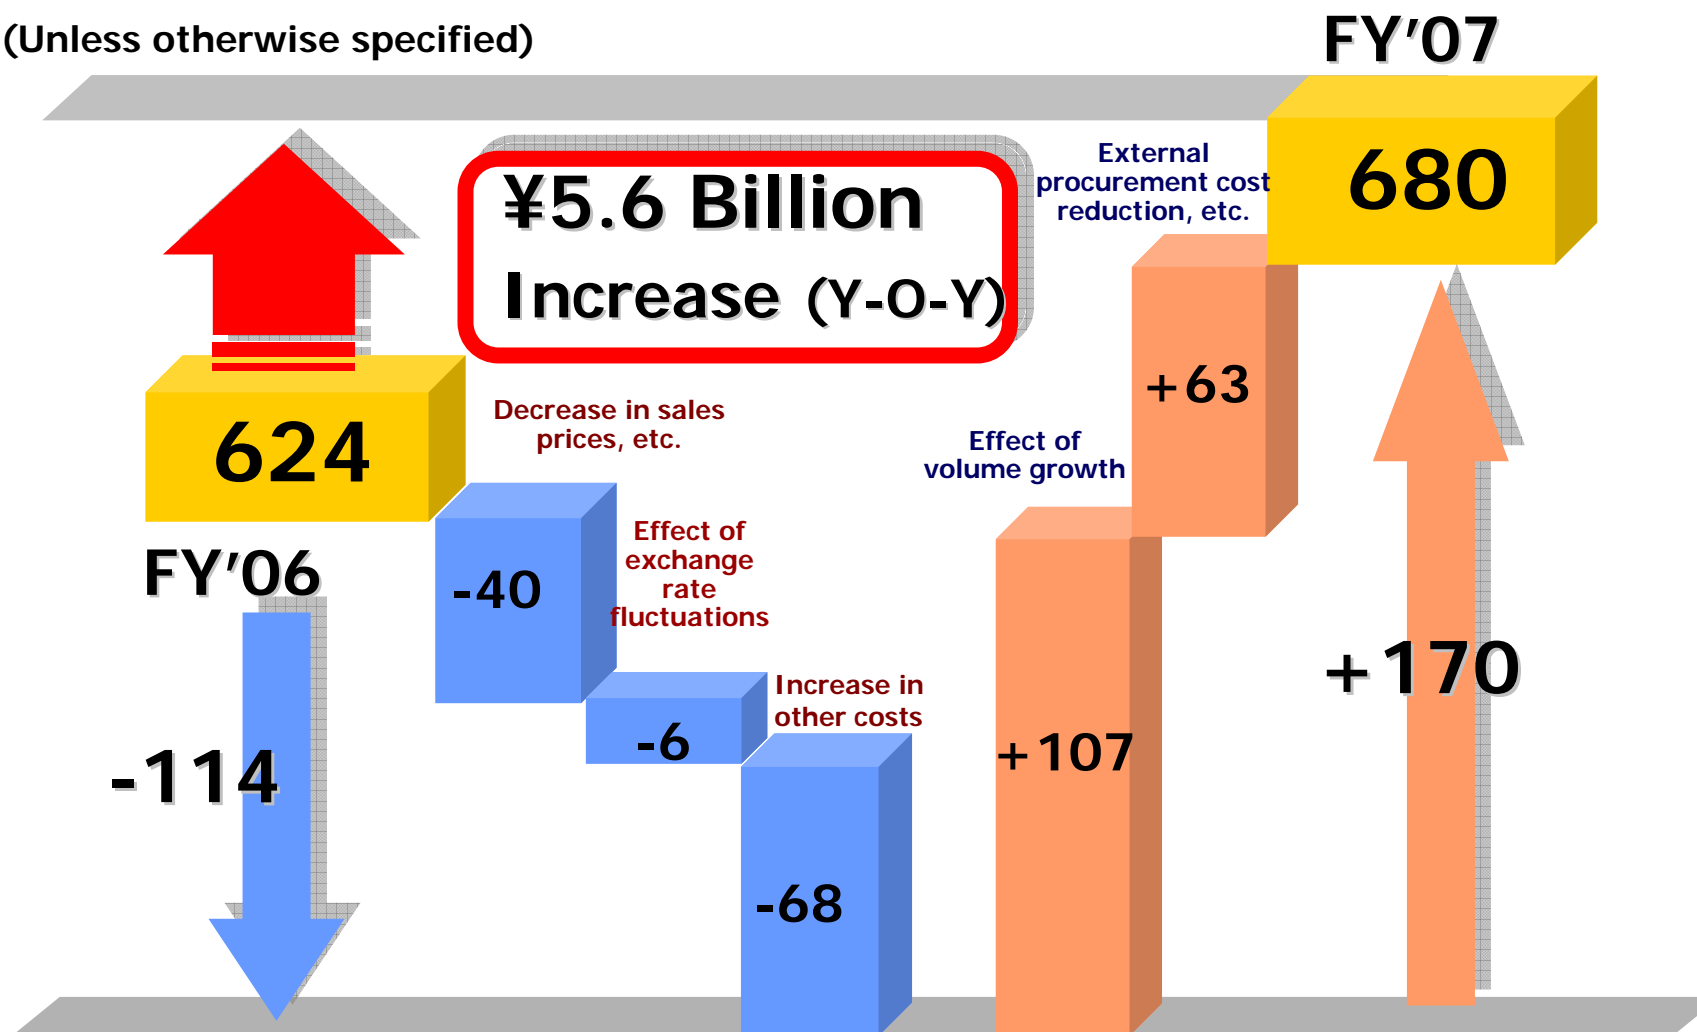 (Unless otherwise specified)
FY'07
680
External
procurement cost
reduction, etc.
¥5.6 Billion
Increase (Y-O-Y)
624
FY'06
-114
Decrease in sales
prices, etc.
-40
Effect of
exchange
rate
fluctuations
-6
Increase in
other costs
-68
Effect of
volume growth
+107
+63
+170